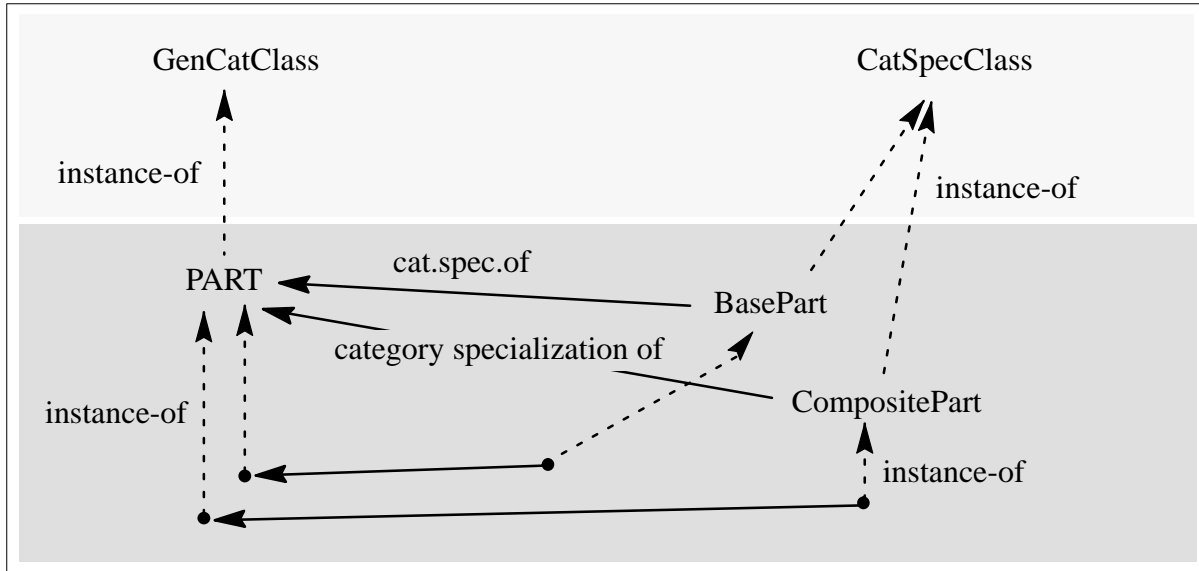 GenCatClass
CatSpecClass
instance-of
instance-of
cat.spec.of
PART
BasePart
category specialization of
CompositePart
instance-of
instance-of